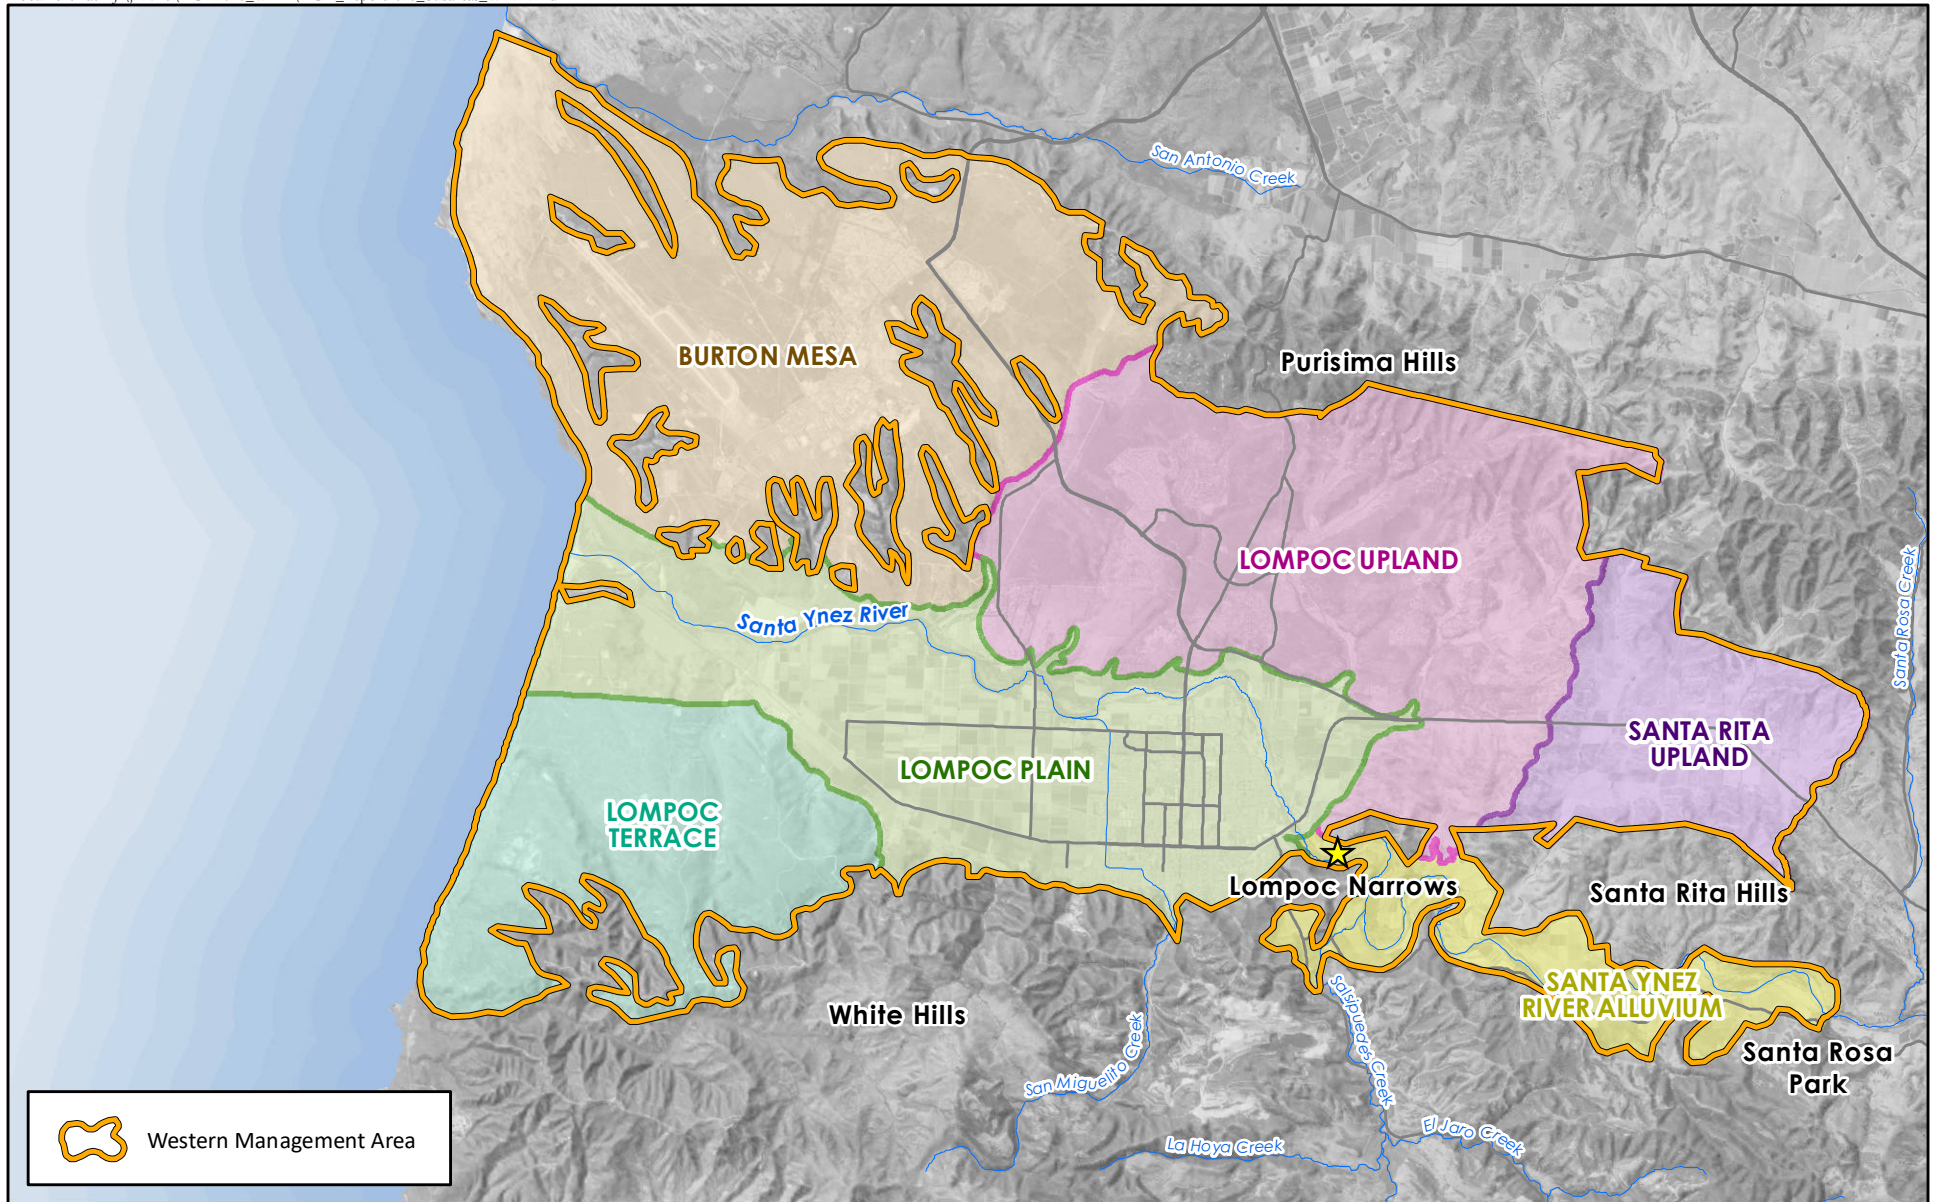 San Antonio Creek
BURTON MESA
Purisima Hills
LOMPOC UPLAND
Santa Rosa Creek
Santa Ynez River
SANTA RITA
UPLAND
LOMPOC PLAIN
LOMPOC
TERRACE
Lompoc Narrows
Santa Rita Hills
SANTA YNEZ
RIVER ALLUVIUM
White Hills
Salsipuedes Creek
San Miguelito Creek
Santa Rosa
Park
El Jaro Creek
La Hoya Creek
Western Management Area